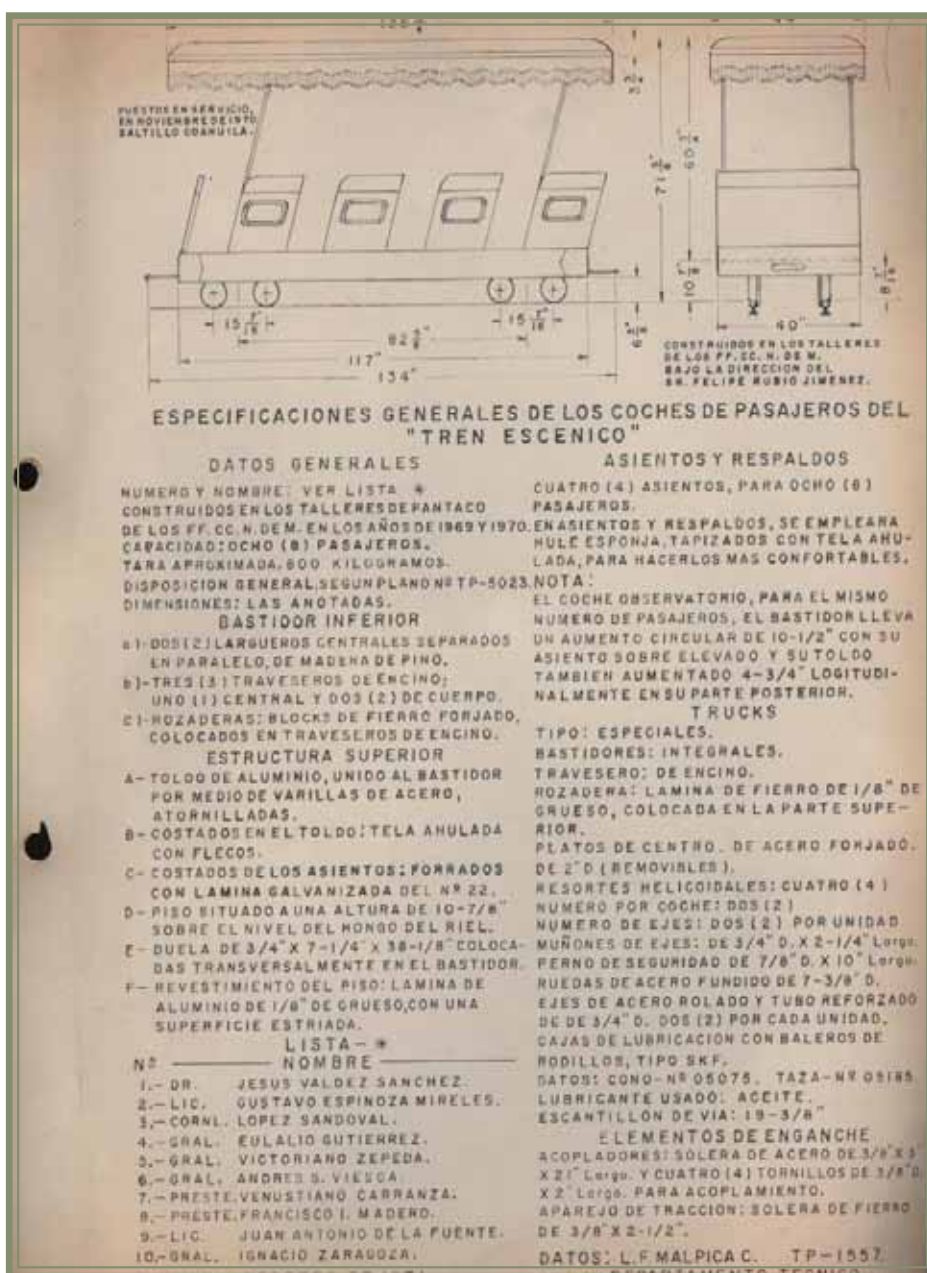 PUESTOS EN SERVICIO,
EN NOVIEMBRE DE 1970
SALTILLO COAHUILA.
60 3/4"
10 7/8"
15 7/16"
82 5/8"
15 7/16"
117"
134"
40"
CONSTRUIDOS EN LOS TALLERES
DE LOS FF. CC. N. DE M.
BAJO LA DIRECCION DEL
SR. FELIPE RUBIO JIMENEZ.
ESPECIFICACIONES GENERALES DE LOS COCHES DE PASAJEROS DEL
"TREN ESCENICO"
DATOS GENERALES
NUMERO Y NOMBRE: VER LISTA *
CONSTRUIDOS EN LOS TALLERES DE PANTACO
DE LOS FF. CC. N. DE M. EN LOS AÑOS DE 1969 Y 1970.
CAPACIDAD: OCHO (8) PASAJEROS.
TARA APROXIMADA. 800 KILOGRAMOS.
DISPOSICION GENERAL, SEGUN PLANO Nº TP-5023.
DIMENSIONES: LAS ANOTADAS.
BASTIDOR INFERIOR
a)-DOS (2) LARGUEROS CENTRALES SEPARADOS
EN PARALELO, DE MADERA DE PINO.
b)-TRES (3) TRAVESEROS DE ENCINO;
UNO (1) CENTRAL Y DOS (2) DE CUERPO.
C)-ROZADERAS: BLOCKS DE FIERRO FORJADO,
COLOCADOS EN TRAVESEROS DE ENCINO.
ESTRUCTURA SUPERIOR
A- TOLDO DE ALUMINIO, UNIDO AL BASTIDOR
POR MEDIO DE VARILLAS DE ACERO,
ATORNILLADAS.
B- COSTADOS EN EL TOLDO: TELA AHULADA
CON FLECOS.
C- COSTADOS DE LOS ASIENTOS: FORRADOS
CON LAMINA GALVANIZADA DEL Nº 22.
D- PISO SITUADO A UNA ALTURA DE 10-7/8"
SOBRE EL NIVEL DEL HONGO DEL RIEL.
E- DUELA DE 3/4" X 7-1/4" X 38-1/8" COLOCA-
DAS TRANSVERSALMENTE EN EL BASTIDOR.
F- REVESTIMIENTO DEL PISO: LAMINA DE
ALUMINIO DE 1/8" DE GRUESO, CON UNA
SUPERFICIE ESTRIADA.
LISTA- *
Nº NOMBRE
1.- DR. JESUS VALDEZ SANCHEZ.
2.- LIC. GUSTAVO ESPINOZA MIRELES.
3.- CORNL. LOPEZ SANDOVAL.
4.- GRAL. EULALIO GUTIERREZ.
5.- GRAL. VICTORIANO ZEPEDA.
6.- GRAL. ANDRES S. VIESCA.
7.- PRESTE. VENUSTIANO CARRANZA.
8.- PRESTE. FRANCISCO I. MADERO.
9.- LIC. JUAN ANTONIO DE LA FUENTE.
10.- GRAL. IGNACIO ZARAGOZA.
ASIENTOS Y RESPALDOS
CUATRO (4) ASIENTOS, PARA OCHO (8)
PASAJEROS.
EN ASIENTOS Y RESPALDOS, SE EMPLEARA
HULE ESPONJA, TAPIZADOS CON TELA AHU-
LADA, PARA HACERLOS MAS CONFORTABLES.
NOTA:
EL COCHE OBSERVATORIO, PARA EL MISMO
NUMERO DE PASAJEROS, EL BASTIDOR LLEVA
UN AUMENTO CIRCULAR DE 10-1/2" CON SU
ASIENTO SOBRE ELEVADO Y SU TOLDO
TAMBIEN AUMENTADO 4-3/4" LOGITUDI-
NALMENTE EN SU PARTE POSTERIOR.
TRUCKS
TIPO: ESPECIALES.
BASTIDORES: INTEGRALES.
TRAVESERO: DE ENCINO.
ROZADERA: LAMINA DE FIERRO DE 1/8" DE
GRUESO, COLOCADA EN LA PARTE SUPE-
RIOR.
PLATOS DE CENTRO. DE ACERO FORJADO.
DE 2" D (REMOVIBLES).
RESORTES HELICOIDALES: CUATRO (4)
NUMERO POR COCHE: DOS (2)
NUMERO DE EJES: DOS (2) POR UNIDAD
MUÑONES DE EJES: DE 3/4" D. X 2-1/4" Largo.
PERNO DE SEGURIDAD DE 7/8" D. X 10" Largo.
RUEDAS DE ACERO FUNDIDO DE 7-3/8" D.
EJES DE ACERO ROLADO Y TUBO REFORZADO
DE DE 3/4" D. DOS (2) POR CADA UNIDAD.
CAJAS DE LUBRICACION CON BALEROS DE
RODILLOS, TIPO SKF.
DATOS: CONO-Nº 05075. TAZA-Nº 05185.
LUBRICANTE USADO: ACEITE.
ESCANTILLON DE VIA: 19-3/8"
ELEMENTOS DE ENGANCHE
ACOPLADORES: SOLERA DE ACERO DE 3/8" X 3"
X 21" Largo. Y CUATRO (4) TORNILLOS DE 3/8" D.
X 2" Largo. PARA ACOPLAMIENTO.
APAREJO DE TRACCION: SOLERA DE FIERRO
DE 3/8" X 2-1/2".
DATOS: L. F. MALPICA C. TP-1557.
DEPARTAMENTO TECNICO